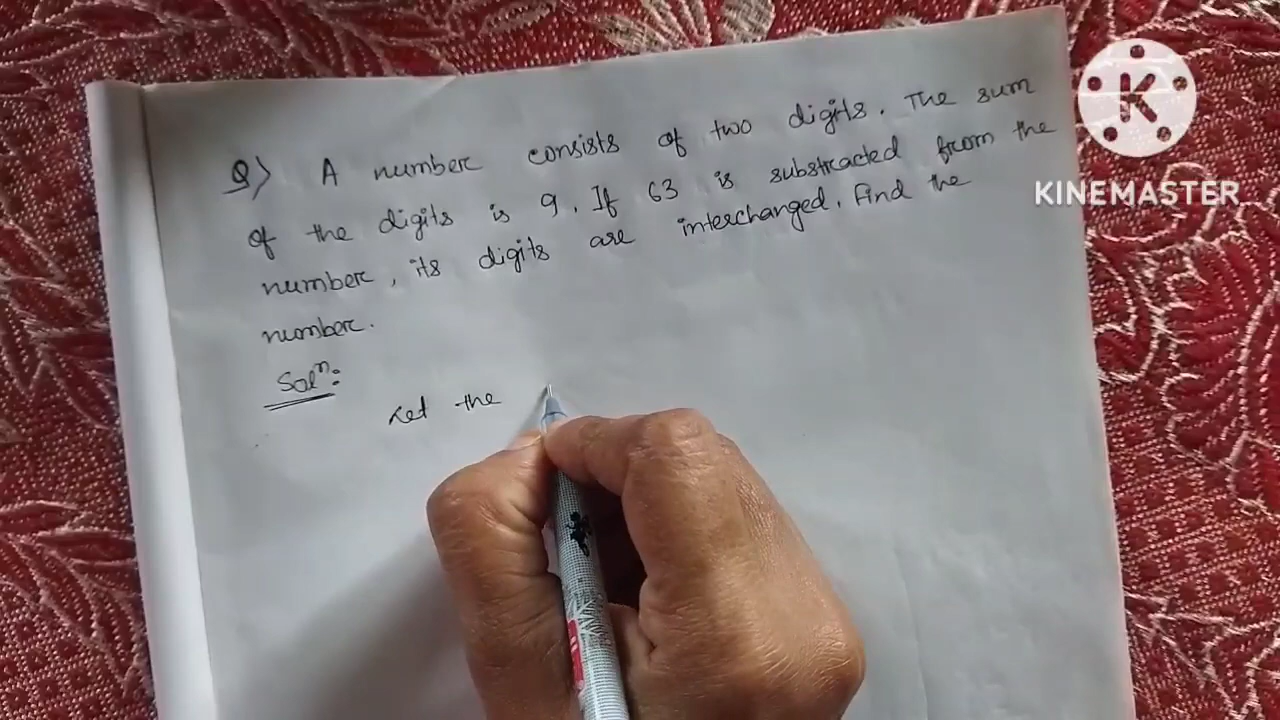 Q) A number consists of two digits. The sum
of the digits is 9. If 63 is substracted from the
number, its digits are interchanged. Find the
number.
Solⁿ:
Let the
KINEMASTER